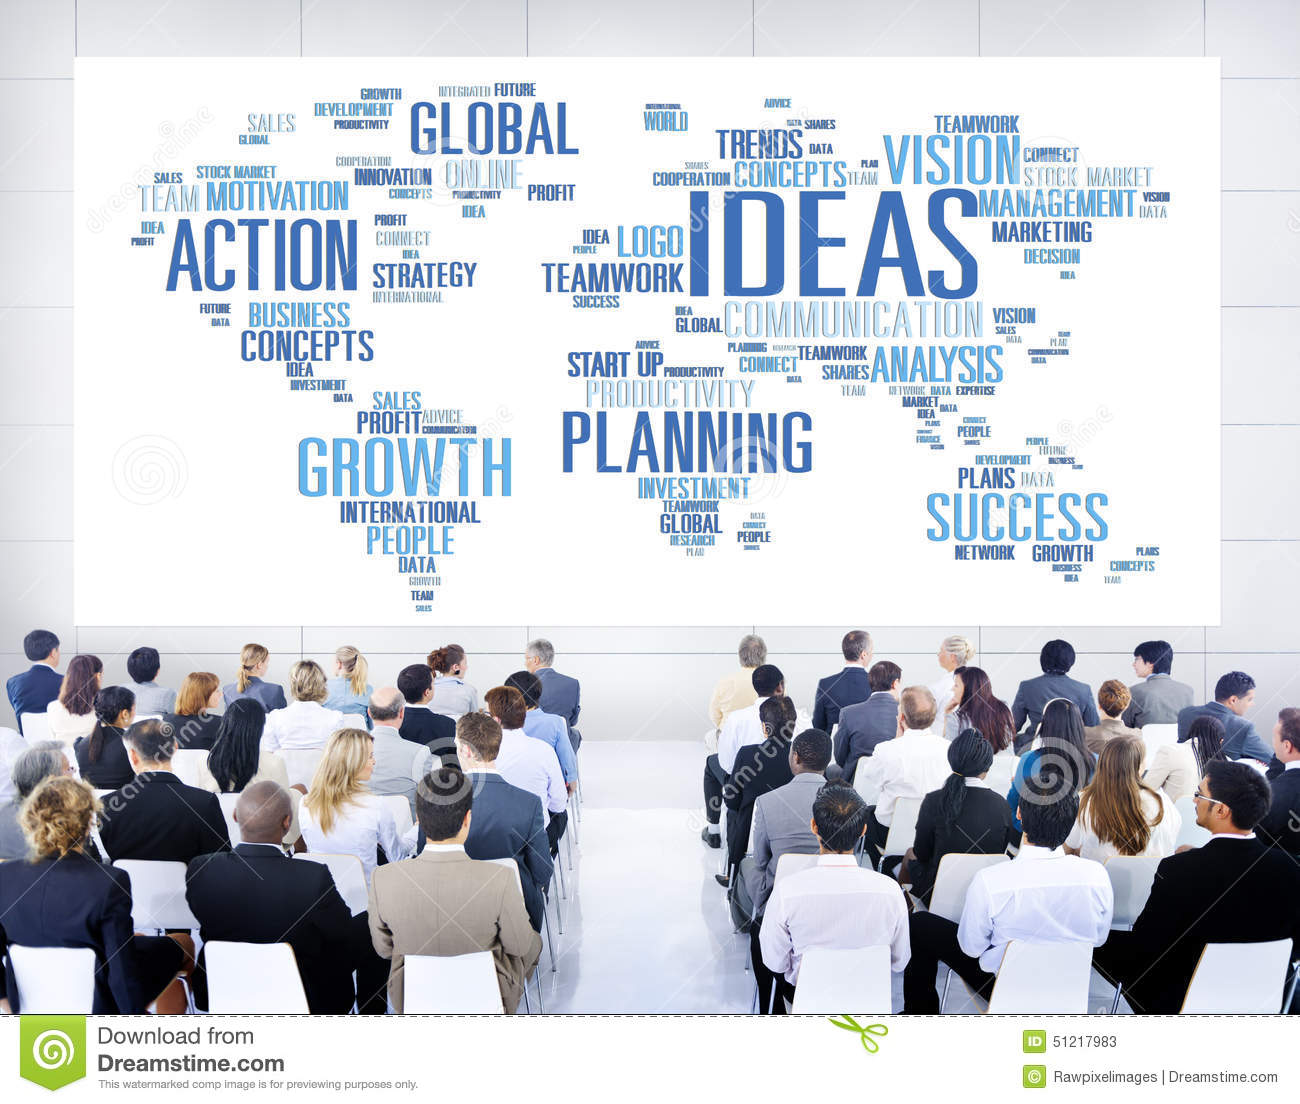 INTEGRATED FUTURE
GROWTH
DEVELOPMENT
PRODUCTIVITY
GLOBAL
SALES
GLOBAL
COOPERATION
ONLINE
STOCK MARKET
SALES
INNOVATION
CONCEPTS
PRODUCTIVITY
PROFIT
TEAM MOTIVATION
IDEA
IDEA
PROFIT
ACTION
PROFIT
CONNECT
IDEA
STRATEGY
INTERNATIONAL
FUTURE
DATA
BUSINESS
CONCEPTS
IDEA
INVESTMENT
DATA
SALES
PROFIT
ADVICE
COMMUNICATION
GROWTH
INTERNATIONAL
PEOPLE
DATA
GROWTH
TEAM
SALES
INTERNATIONAL
WORLD
ADVICE
DATA SHARES
TRENDS
DATA
SHARES
COOPERATION
CONCEPTS
PLAN
TEAM
VISION
TEAMWORK
CONNECT
STOCK MARKET
MANAGEMENT
VISION
DATA
MARKETING
DECISION
IDEA
IDEAS
IDEA
PEOPLE
LOGO
TEAMWORK
SUCCESS
IDEA
GLOBAL
COMMUNICATION
VISION
SALES
DATA
PLAN
COMMUNICATION
DATA
ADVICE
START UP
PRODUCTIVITY
PLANNING
RESEARCH
CONNECT
DATA
TEAMWORK
SHARES
ANALYSIS
TEAM
NETWORK DATA EXPERTISE
MARKET
DATA
IDEA
PLANS
FINANCE
VISION
CONNECT
PEOPLE
SHARES
PRODUCTIVITY
PLANNING
INVESTMENT
TEAMWORK
GLOBAL
RESEARCH
PLAN
DATA
CONNECT
PEOPLE
SHARES
PEOPLE
FUTURE
DEVELOPMENT
BUSINESS
PLANS
DATA
SUCCESS
NETWORK
GROWTH
BUSINESS
IDEA
PLANS
CONCEPTS
TEAM
dreamstime
Download from
Dreamstime.com
This watermarked comp image is for previewing purposes only.
ID 51217983
© Rawpixelimages | Dreamstime.com